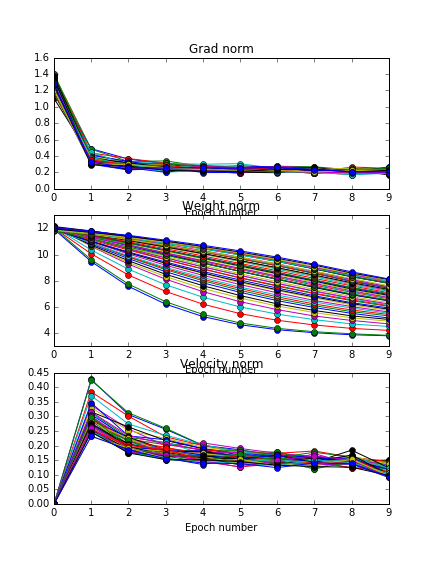 Grad norm
1.6
1.4
1.2
1.0
0.8
0.6
0.4
0.2
0.0
0 1 2 3 4 5 6 7 8 9
Epoch number
Weight norm
12
10
8
6
4
0 1 2 3 4 5 6 7 8 9
Epoch number
Velocity norm
0.45
0.40
0.35
0.30
0.25
0.20
0.15
0.10
0.05
0.00
0 1 2 3 4 5 6 7 8 9
Epoch number